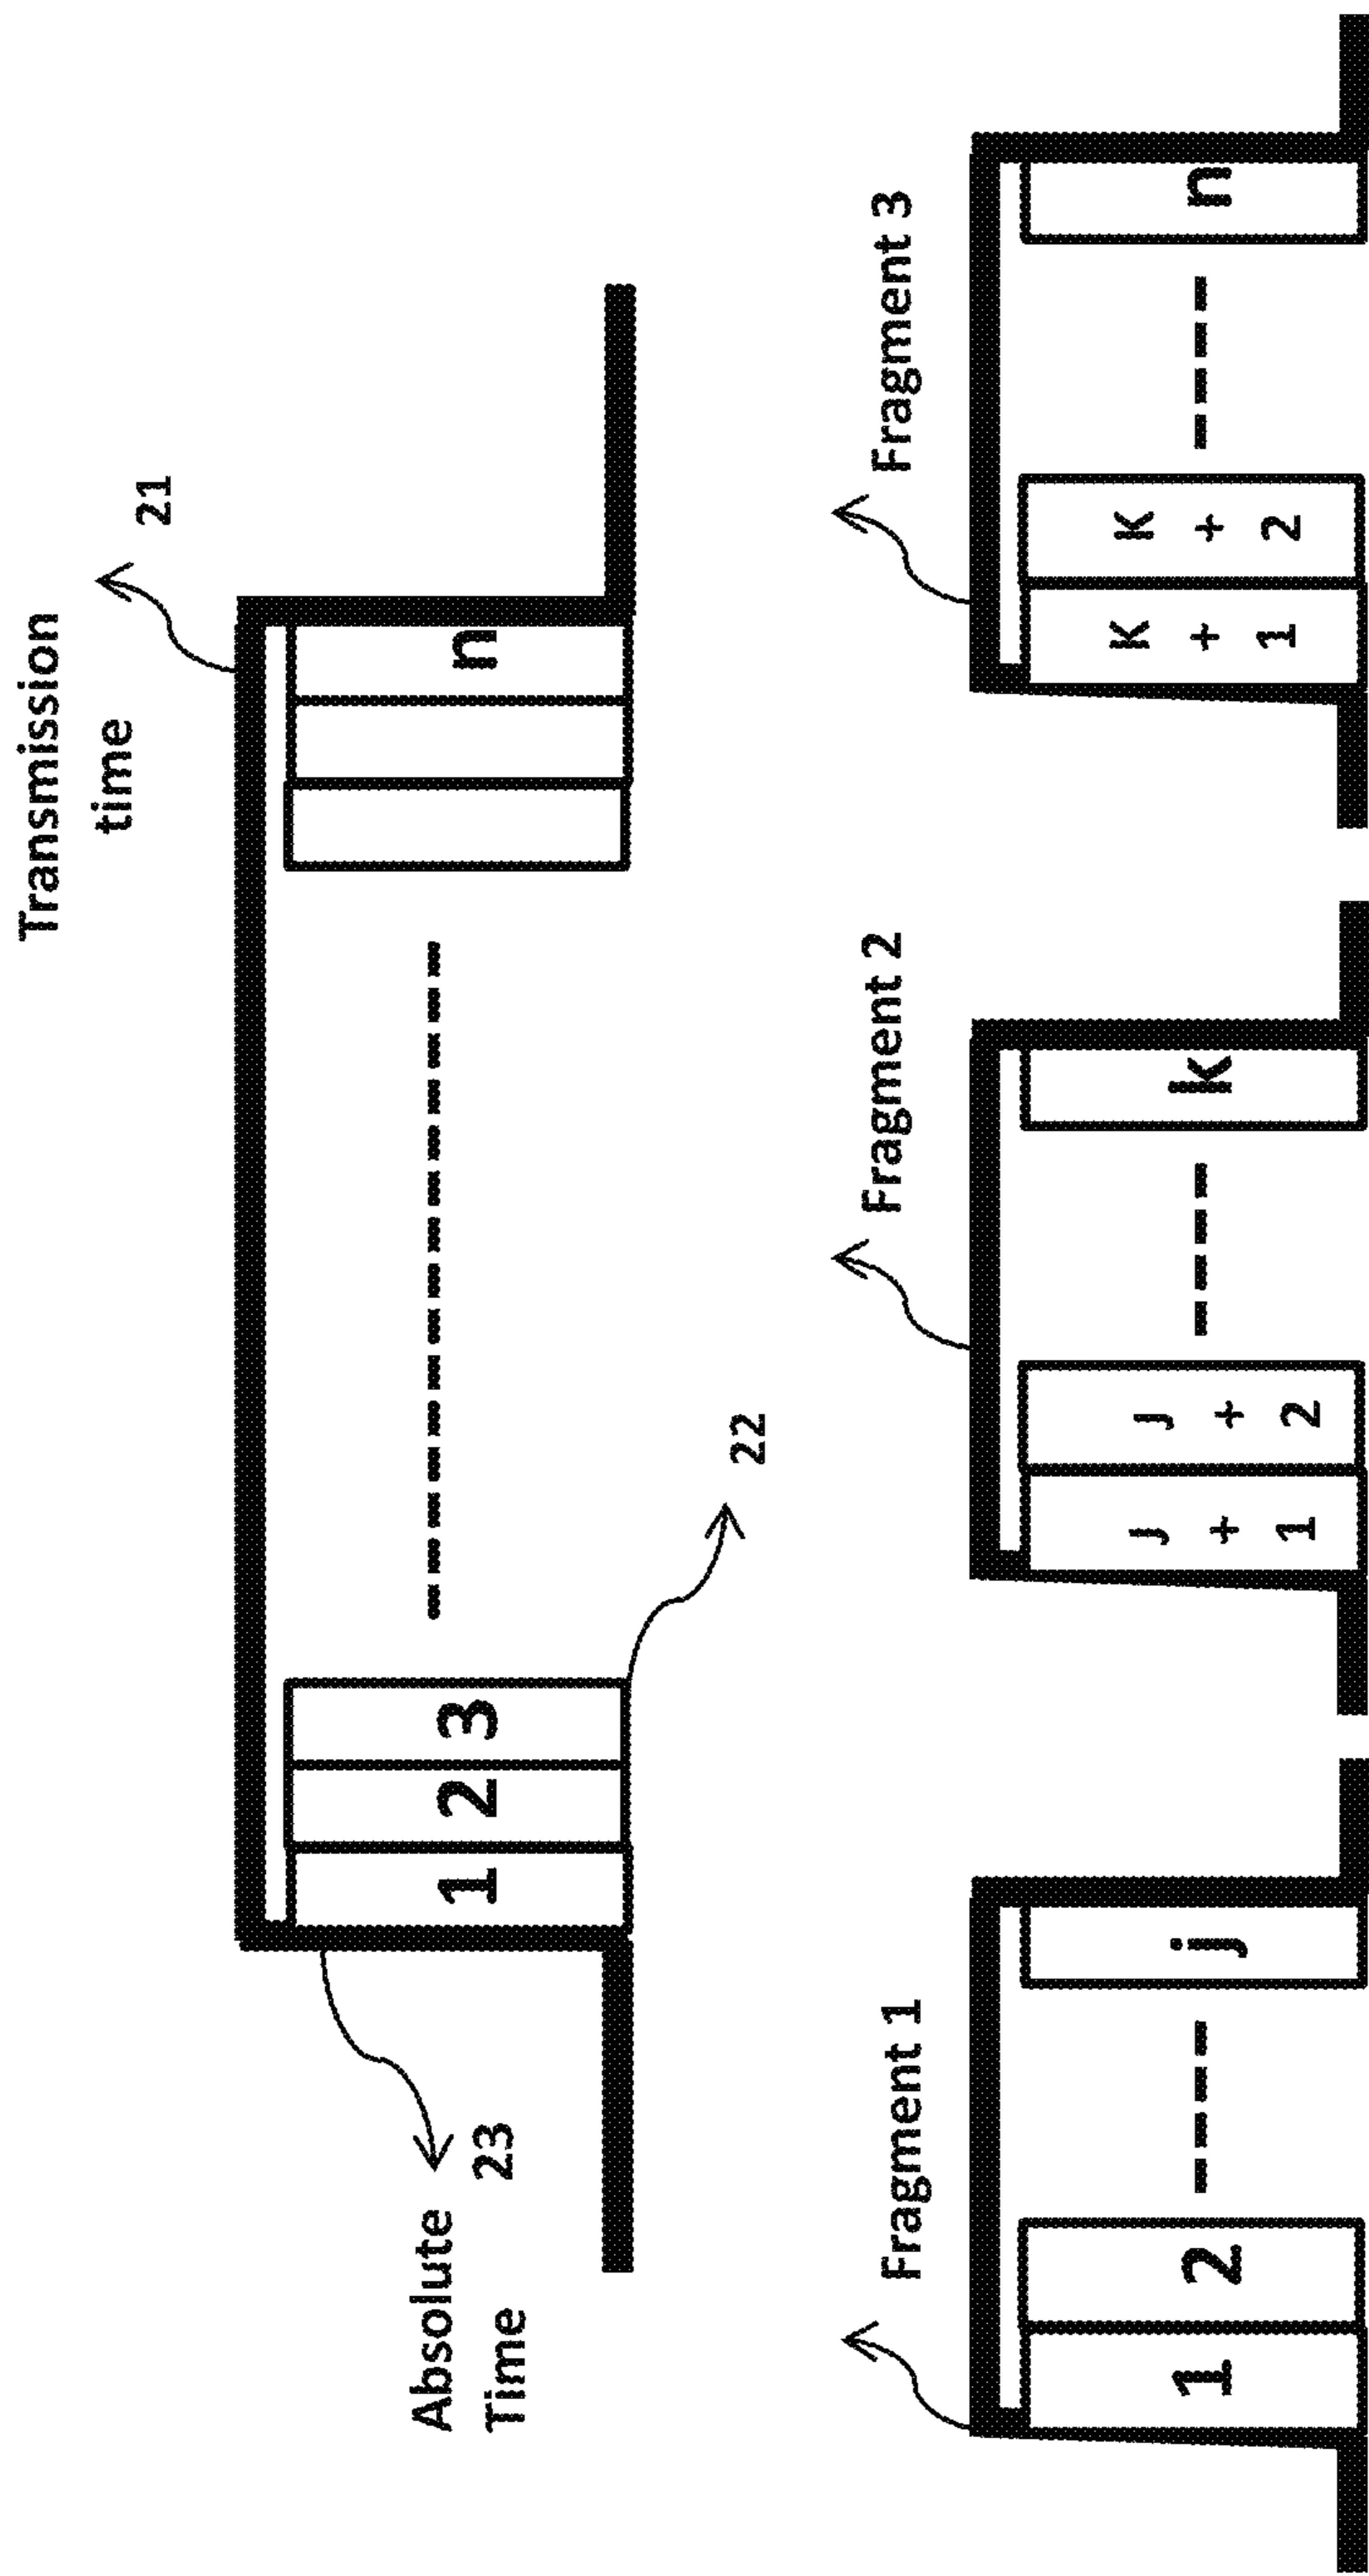 Transmission
time
21
Absolute
Time
23
1 2 3
n
22
Fragment 1
Fragment 2
Fragment 3
1 2
j
J + 1
J + 2
k
K + 1
K + 2
n